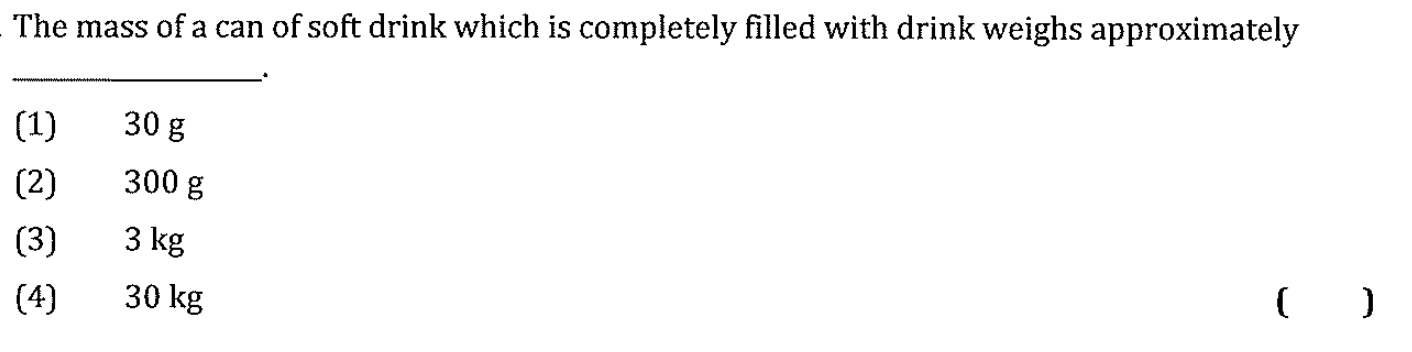 The mass of a can of soft drink which is completely filled with drink weighs approximately
____________.
(1) 30 g
(2) 300 g
(3) 3 kg
(4) 30 kg ( )